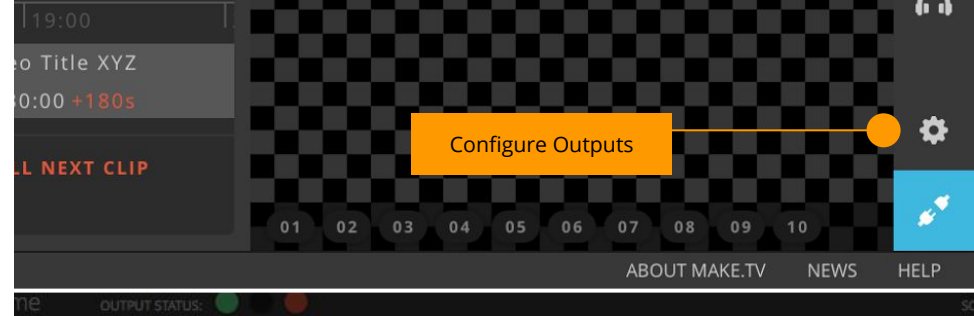 19:00
eo Title XYZ
30:00 +180s
LL NEXT CLIP
Configure Outputs
01 02 03 04 05 06 07 08 09 10
ABOUT MAKE.TV NEWS HELP
me OUTPUT STATUS: